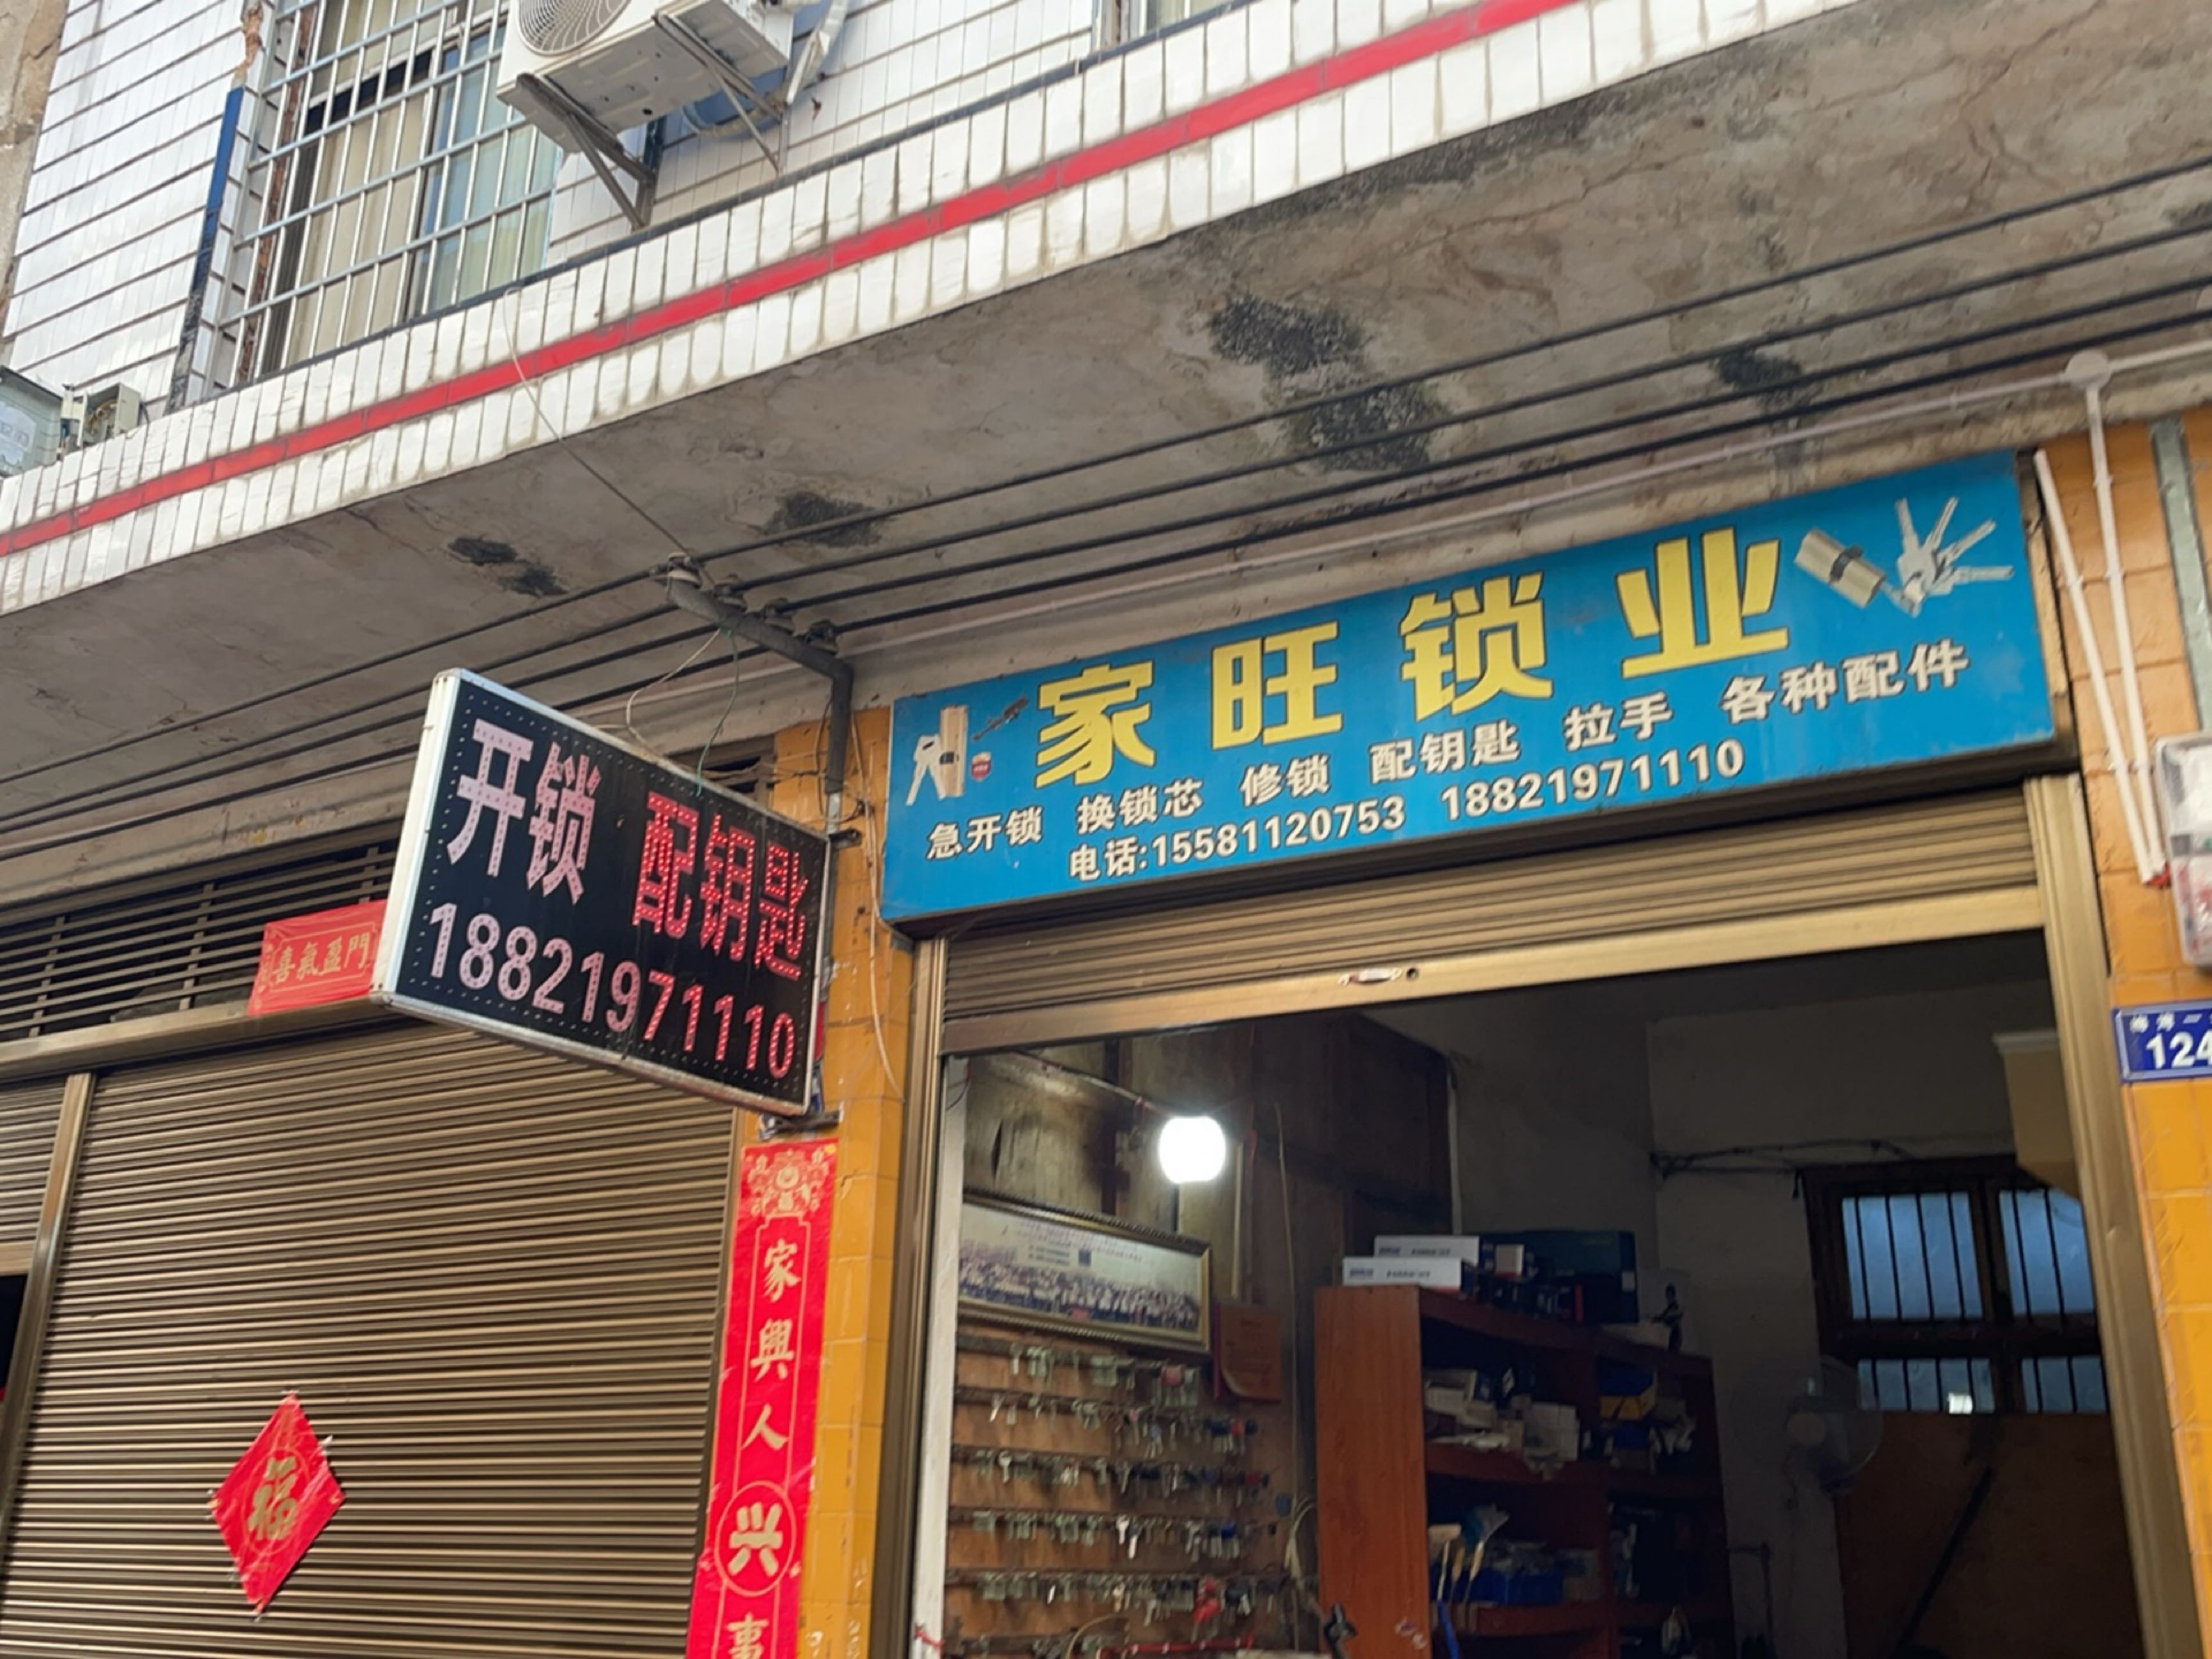 家旺锁业
急开锁 换锁芯 修锁 配钥匙 拉手 各种配件
电话:15581120753 18821971110
开锁 配钥匙
18821971110
喜氣盈門
家興人兴事
福
124